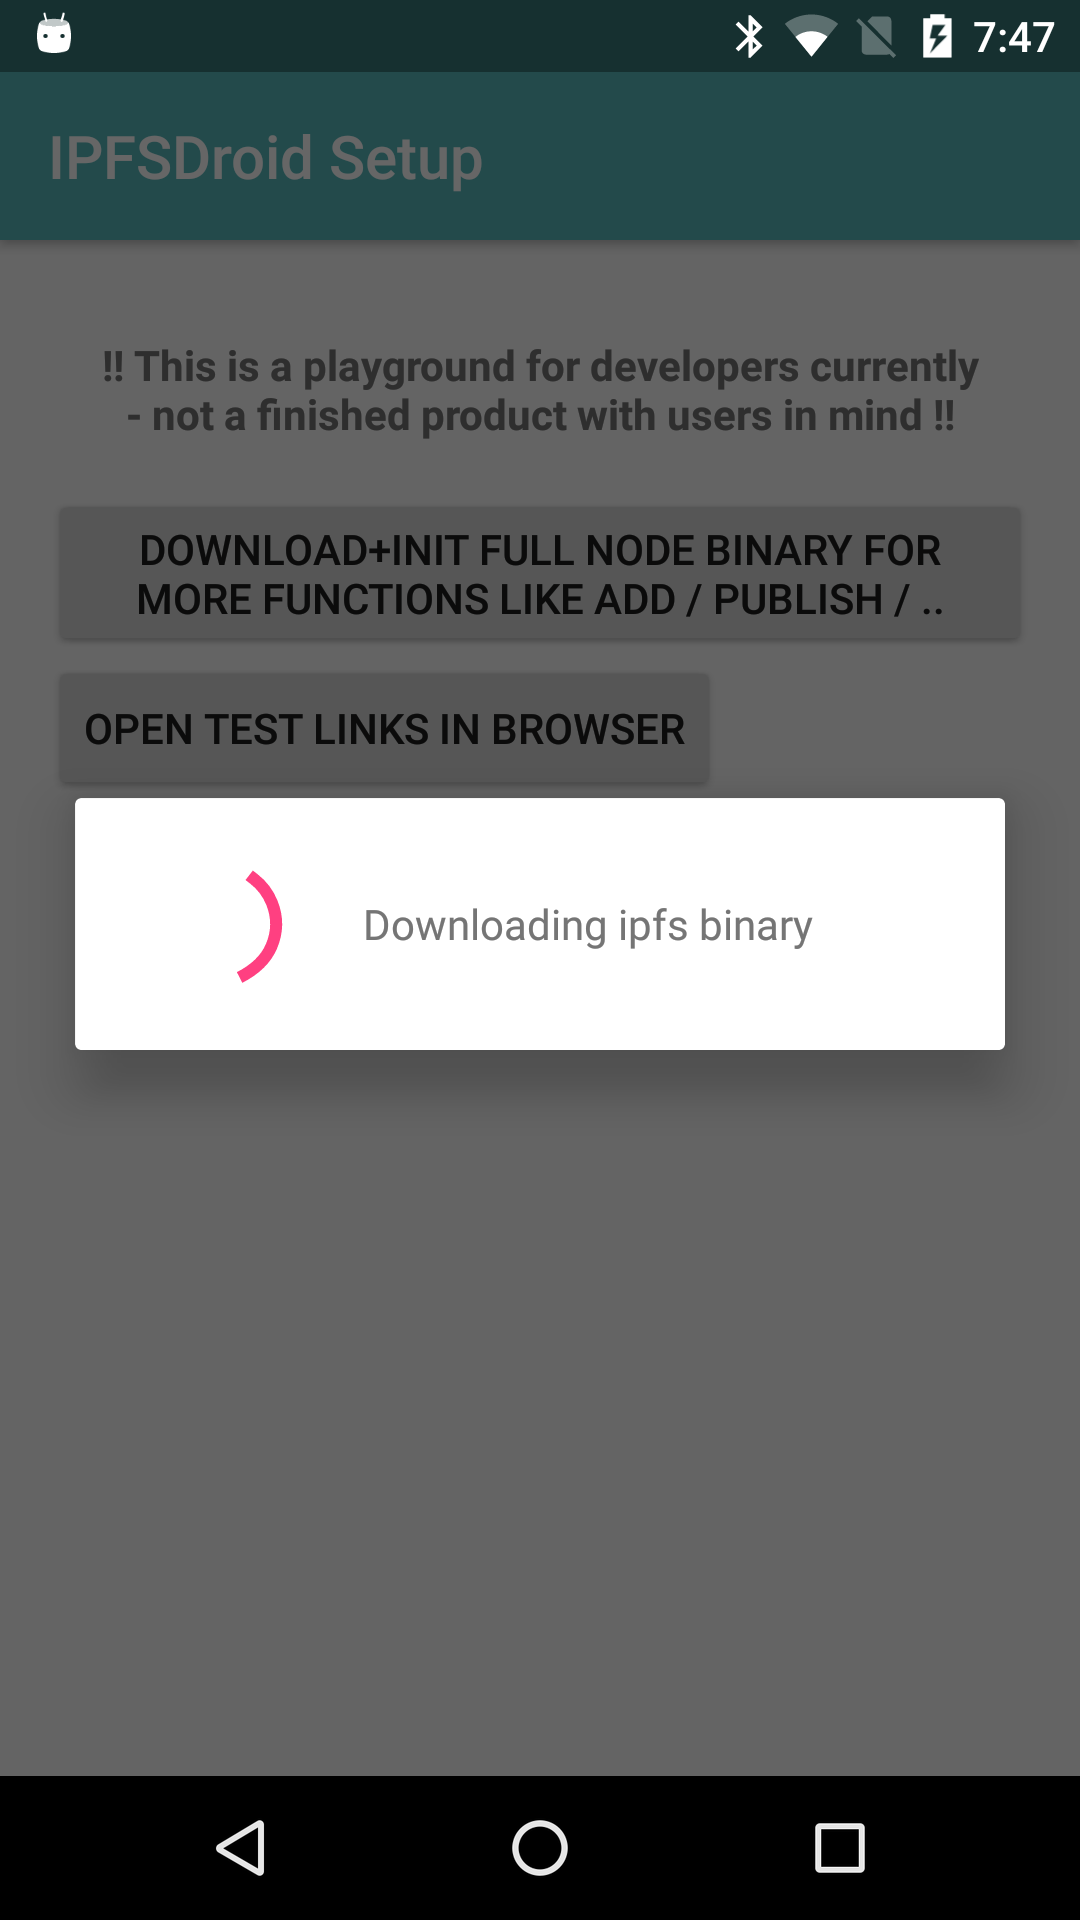 7:47
IPFSDroid Setup
!! This is a playground for developers currently
- not a finished product with users in mind !!
DOWNLOAD+INIT FULL NODE BINARY FOR
MORE FUNCTIONS LIKE ADD / PUBLISH / ..
OPEN TEST LINKS IN BROWSER
Downloading ipfs binary